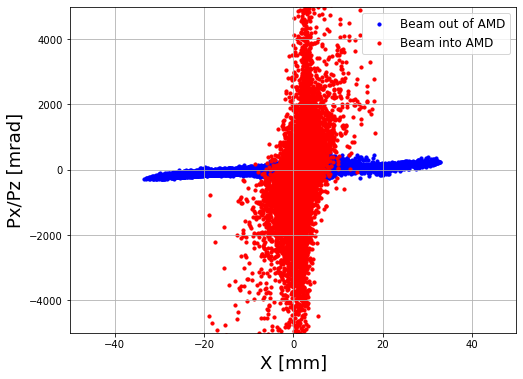 Beam out of AMD
Beam into AMD
Px/Pz [mrad]
4000
2000
0
−2000
−4000
−40 −20 0 20 40
X [mm]